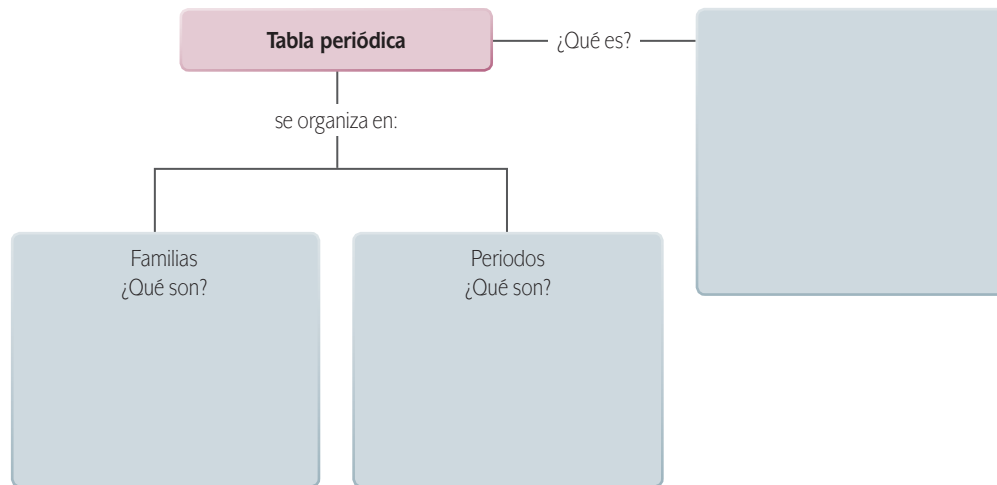 Tabla periódica
¿Qué es?
se organiza en:
Familias
¿Qué son?
Periodos
¿Qué son?